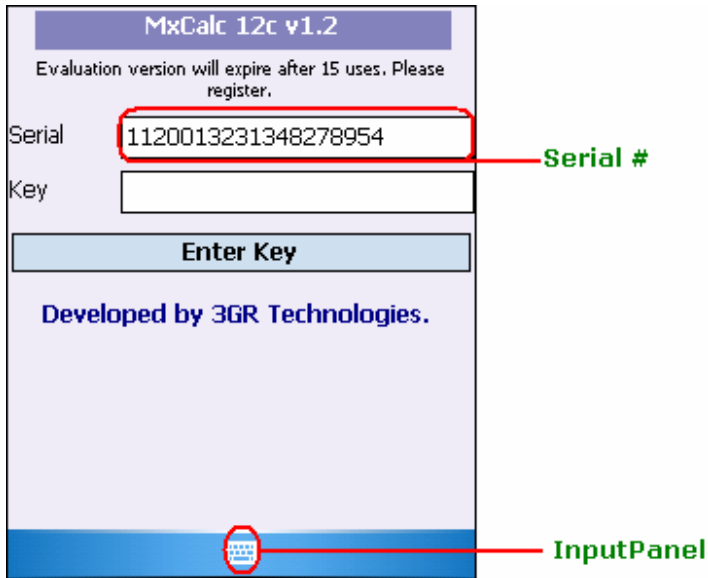 MxCalc 12c v1.2
Evaluation version will expire after 15 uses. Please
register.
Serial
1120013231348278954
Serial #
Key
Enter Key
Developed by 3GR Technologies.
InputPanel